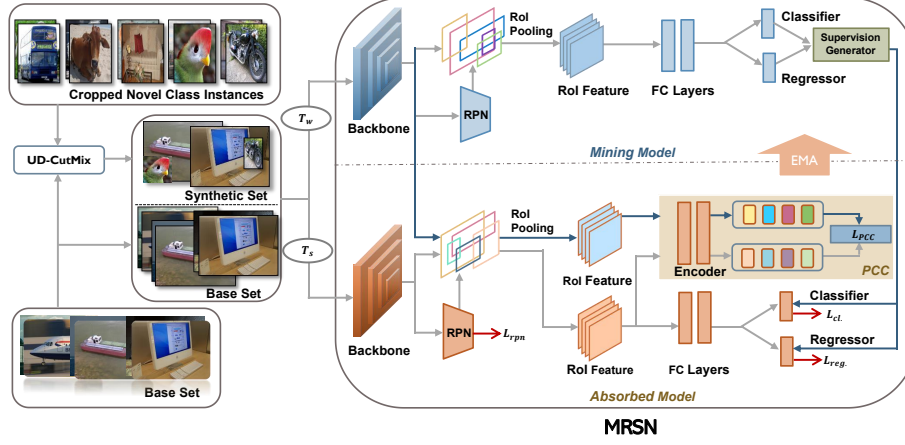 Cropped Novel Class Instances
UD-CutMix
Synthetic Set
Base Set
Base Set
T_w
T_s
Backbone
RPN
RoI
Pooling
RoI Feature
FC Layers
Classifier
Regressor
Supervision
Generator
Mining Model
EMA
Backbone
RPN
L_rpn
RoI
Pooling
RoI Feature
RoI Feature
Encoder
L_PCC
PCC
FC Layers
Classifier
L_cl.
Regressor
L_reg.
Absorbed Model
MRSN